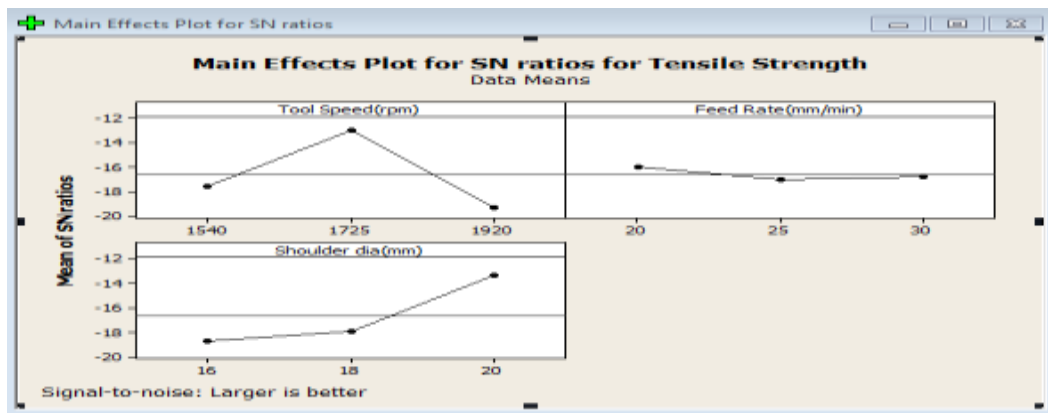 Main Effects Plot for SN ratios
Main Effects Plot for SN ratios for Tensile Strength
Data Means
Tool Speed(rpm)
Feed Rate(mm/min)
-12
-14
-16
-18
-20
1540 1725 1920
20 25 30
Mean of SN ratios
Shoulder dia(mm)
-12
-14
-16
-18
-20
16 18 20
Signal-to-noise: Larger is better